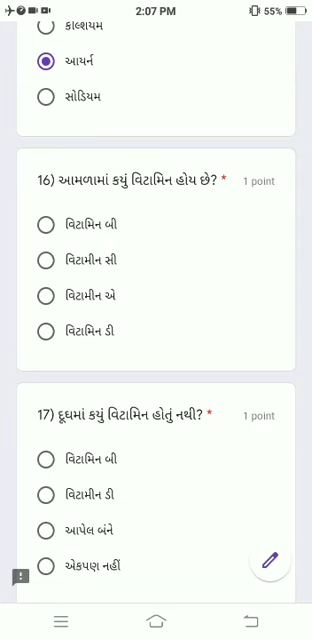 2:07 PM
55%
કાલ્શયમ
આયર્ન
સોડિયમ
16) આમળામાં કયું વિટામિન હોય છે? *
1 point
વિટામિન બી
વિટામીન સી
વિટામીન એ
વિટામિન ડી
17) દૂધમાં કયું વિટામિન હોતું નથી? *
1 point
વિટામિન બી
વિટામીન ડી
આપેલ બંને
એકપણ નહીં